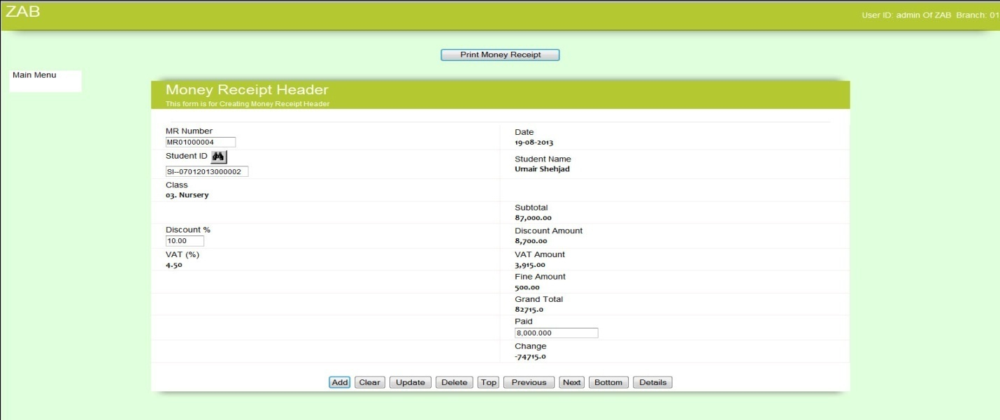 ZAB
User ID: admin Of ZAB Branch: 01
Print Money Receipt
Main Menu
Money Receipt Header
This form is for Creating Money Receipt Header
MR Number
MR01000004
Date
19-08-2013
Student ID
SI--07012013000002
Student Name
Umair Shehjad
Class
03. Nursery
Subtotal
87,000.00
Discount %
10.00
Discount Amount
8,700.00
VAT (%)
4.50
VAT Amount
3,915.00
Fine Amount
500.00
Grand Total
82715.0
Paid
8,000.000
Change
-74715.0
Add Clear Update Delete Top Previous Next Bottom Details